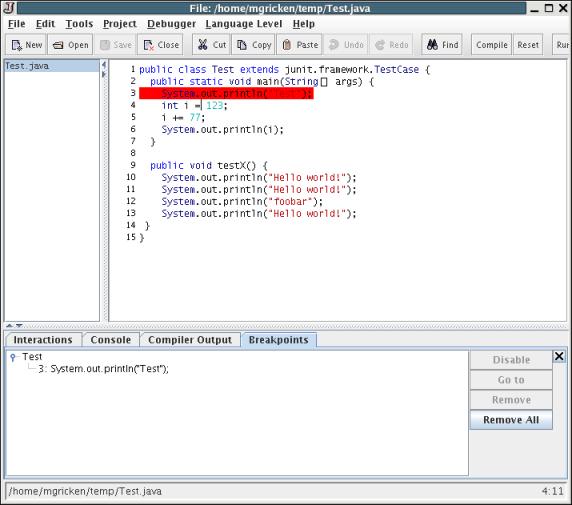 File: /home/mgricken/temp/Test.java
File Edit Tools Project Debugger Language Level Help
New Open Save Close Cut Copy Paste Undo Redo Find Compile Reset Run
Test.java
1 public class Test extends junit.framework.TestCase {
2 public static void main(String[] args) {
3 System.out.println("Test");
4 int i = 123;
5 i += 77;
6 System.out.println(i);
7 }
8
9 public void testX() {
10 System.out.println("Hello world!");
11 System.out.println("Hello world!");
12 System.out.println("foobar");
13 System.out.println("Hello world!");
14 }
15 }
Interactions Console Compiler Output Breakpoints
Test
3: System.out.println("Test");
Disable
Go to
Remove
Remove All
/home/mgricken/temp/Test.java 4:11